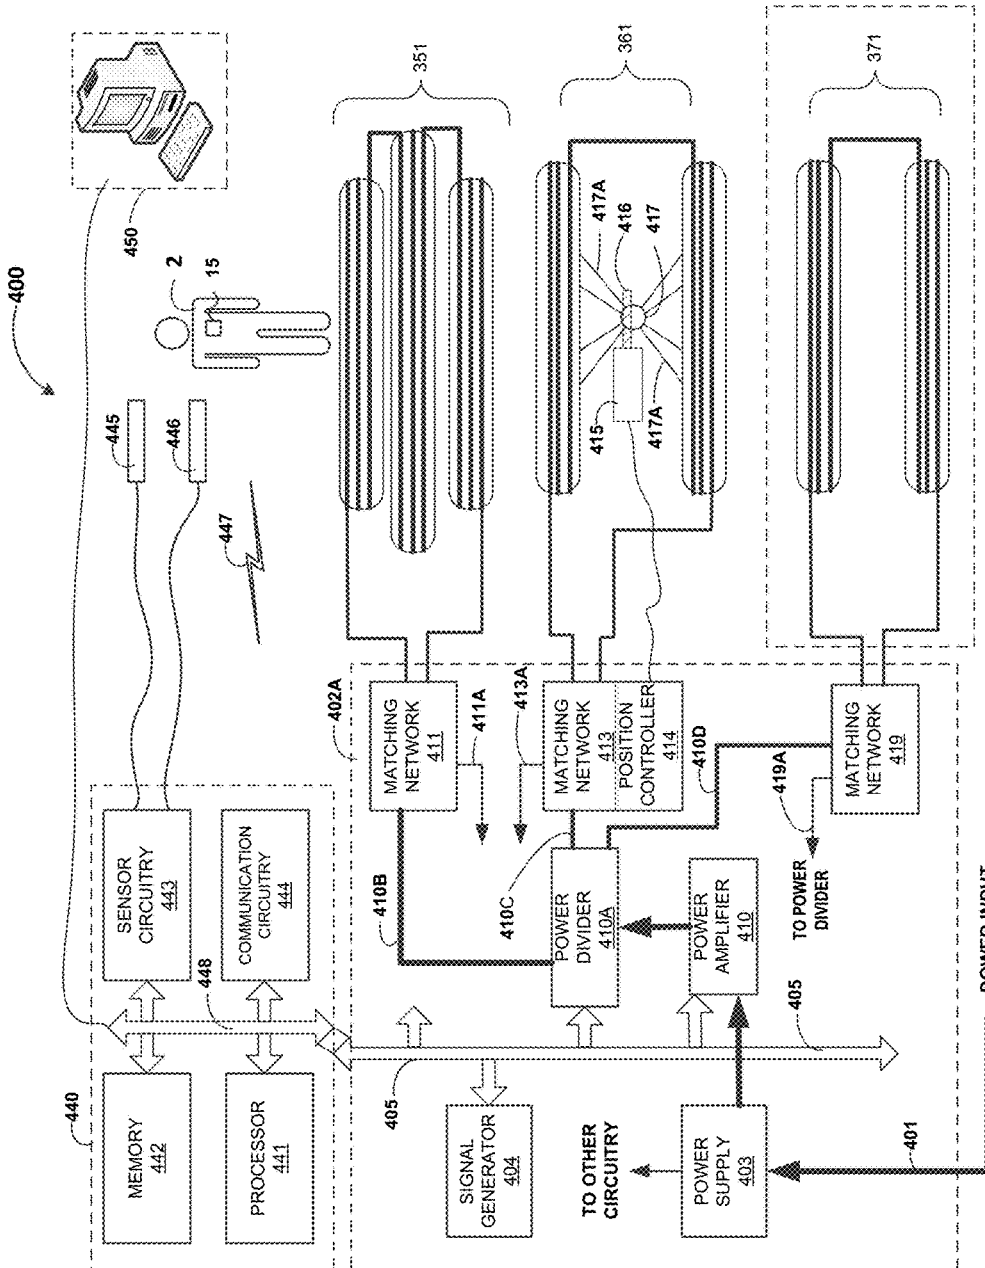 400
450
2
15
445
446
447
351
361
371
417A
416
417
415
417A
440
MEMORY
442
PROCESSOR
441
SENSOR
CIRCUITRY
443
COMMUNICATION
CIRCUITRY
444
448
402A
MATCHING
NETWORK
411
411A
413A
MATCHING
NETWORK
413
POSITION
CONTROLLER
414
410B
410C
410D
POWER
DIVIDER
410A
POWER
AMPLIFIER
410
419A
TO POWER
DIVIDER
MATCHING
NETWORK
419
405
405
SIGNAL
GENERATOR
404
TO OTHER
CIRCUITRY
POWER
SUPPLY
403
401
POWER INPUT